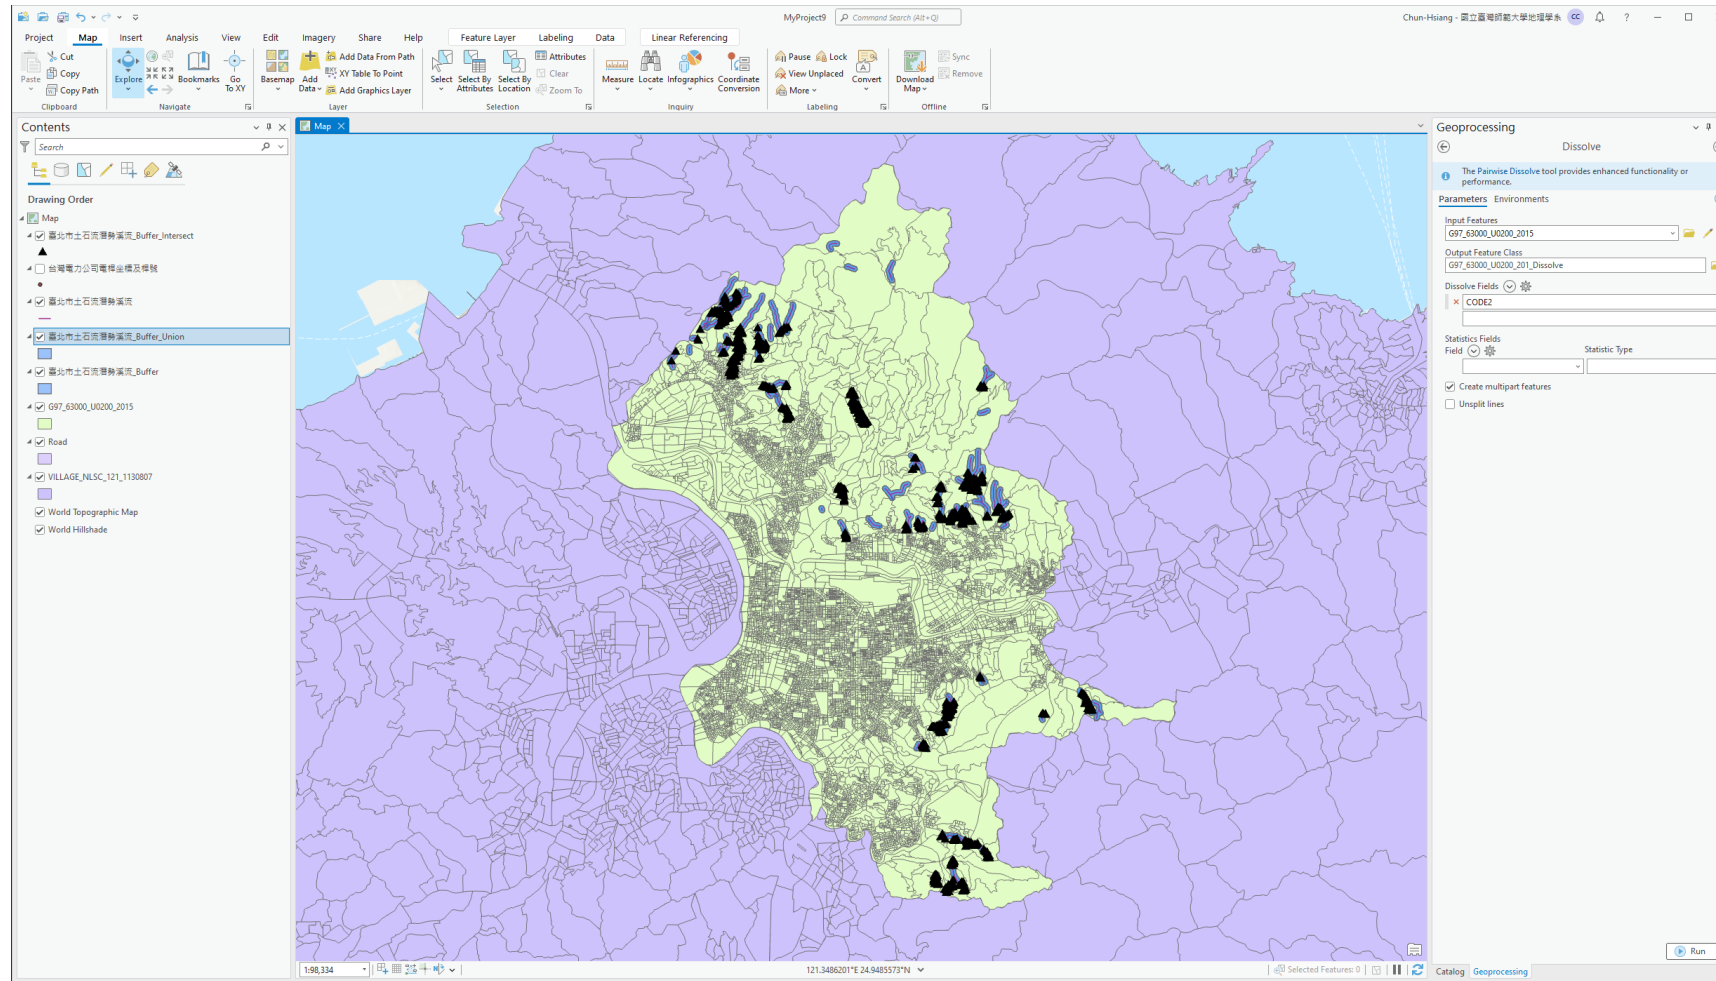 MyProject9
Command Search (Alt+Q)
Chun-Hsiang - 國立臺灣師範大學地理學系
CC
?
Project Map Insert Analysis View Edit Imagery Share Help Feature Layer Labeling Data Linear Referencing
Paste
Cut
Copy
Copy Path
Clipboard
Explore
Bookmarks
Go To XY
Navigate
Basemap
Add Data
Add Data From Path
XY Table To Point
Add Graphics Layer
Layer
Select
Select By Attributes
Select By Location
Attributes
Clear
Zoom To
Selection
Measure
Locate
Infographics
Coordinate Conversion
Inquiry
Pause
Lock
View Unplaced
More
Convert
Labeling
Download Map
Sync
Remove
Offline
Contents
Search
Drawing Order
Map
臺北市土石流潛勢溪流_Buffer_Intersect
台灣電力公司電桿坐標及桿號
臺北市土石流潛勢溪流
臺北市土石流潛勢溪流_Buffer_Union
臺北市土石流潛勢溪流_Buffer
G97_63000_U0200_2015
Road
VILLAGE_NLSC_121_1130807
World Topographic Map
World Hillshade
Map
1:98,334
121.3486201°E 24.9485573°N
Selected Features: 0
Geoprocessing
Dissolve
The Pairwise Dissolve tool provides enhanced functionality or
performance.
Parameters Environments
Input Features
G97_63000_U0200_2015
Output Feature Class
G97_63000_U0200_201_Dissolve
Dissolve Fields
CODE2
Statistics Fields
Field
Statistic Type
Create multipart features
Unsplit lines
Run
Catalog Geoprocessing